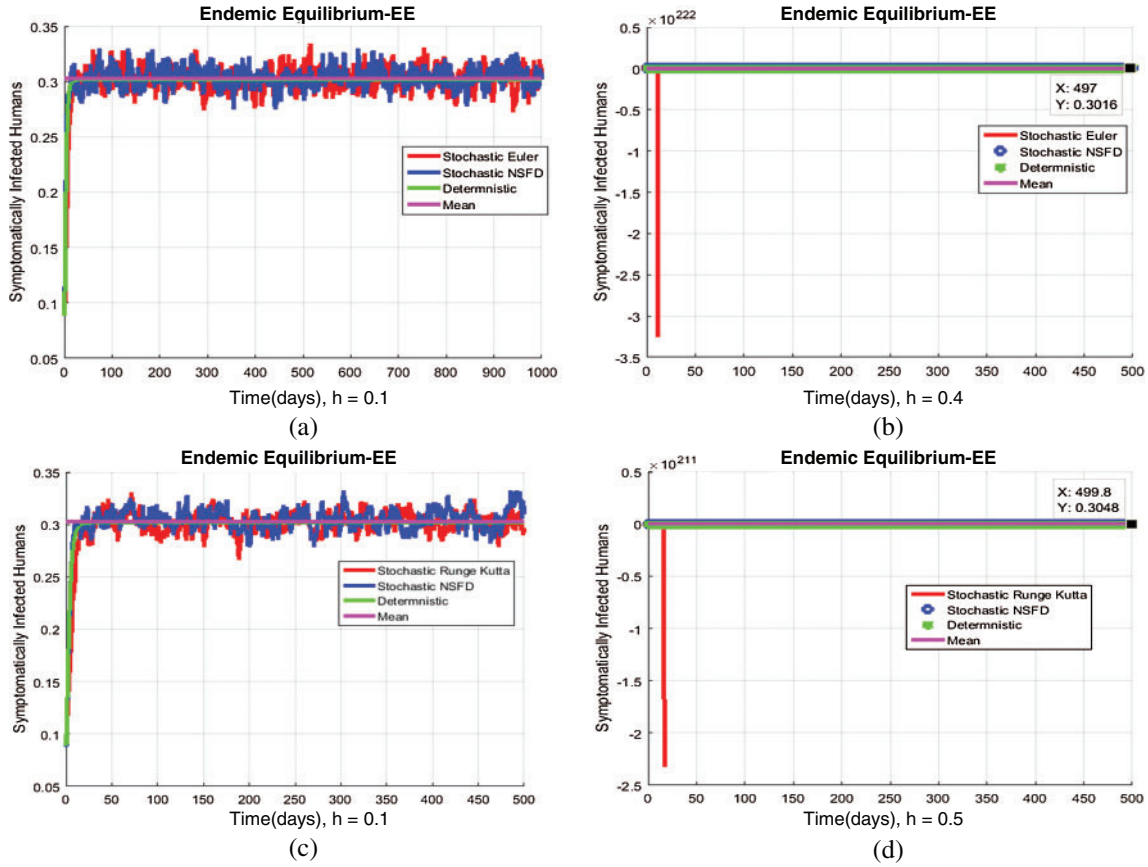 Endemic Equilibrium-EE
0.35
0.3
0.25
0.2
0.15
0.1
0.05
Symptomatically Infected Humans
Stochastic Euler
Stochastic NSFD
Determnistic
Mean
0 100 200 300 400 500 600 700 800 900 1000
Time(days), h = 0.1
(a)
Endemic Equilibrium-EE
× 10^222
0.5
0
-0.5
-1
-1.5
-2
-2.5
-3
-3.5
Symptomatically Infected Humans
X: 497
Y: 0.3016
Stochastic Euler
Stochastic NSFD
Determnistic
Mean
0 50 100 150 200 250 300 350 400 450 500
Time(days), h = 0.4
(b)
Endemic Equilibrium-EE
0.35
0.3
0.25
0.2
0.15
0.1
0.05
Symptomatically Infected Humans
Stochastic Runge Kutta
Stochastic NSFD
Determnistic
Mean
0 50 100 150 200 250 300 350 400 450 500
Time(days), h = 0.1
(c)
Endemic Equilibrium-EE
× 10^211
0.5
0
-0.5
-1
-1.5
-2
-2.5
Symptomatically Infected Humans
X: 499.8
Y: 0.3048
Stochastic Runge Kutta
Stochastic NSFD
Determnistic
Mean
0 50 100 150 200 250 300 350 400 450 500
Time(days), h = 0.5
(d)